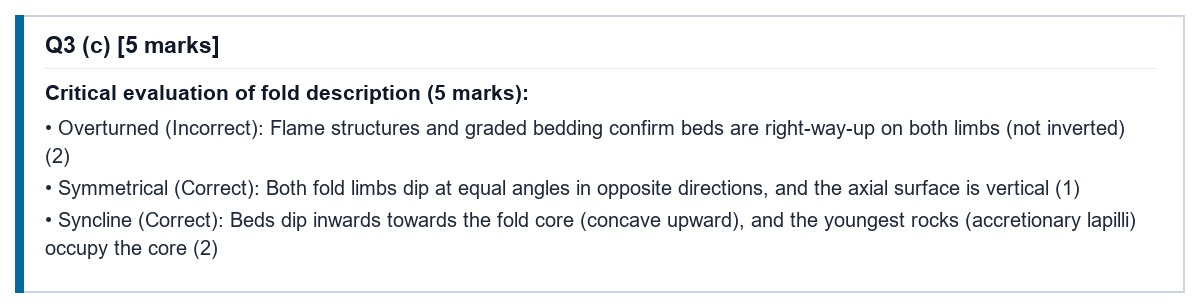 Q3 (c) [5 marks]
Critical evaluation of fold description (5 marks):
• Overturned (Incorrect): Flame structures and graded bedding confirm beds are right-way-up on both limbs (not inverted)
(2)
• Symmetrical (Correct): Both fold limbs dip at equal angles in opposite directions, and the axial surface is vertical (1)
• Syncline (Correct): Beds dip inwards towards the fold core (concave upward), and the youngest rocks (accretionary lapilli)
occupy the core (2)